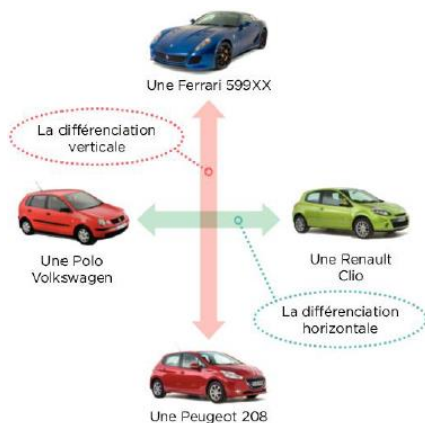 Une Ferrari 599XX
La différenciation
verticale
Une Polo
Volkswagen
Une Renault
Clio
La différenciation
horizontale
Une Peugeot 208